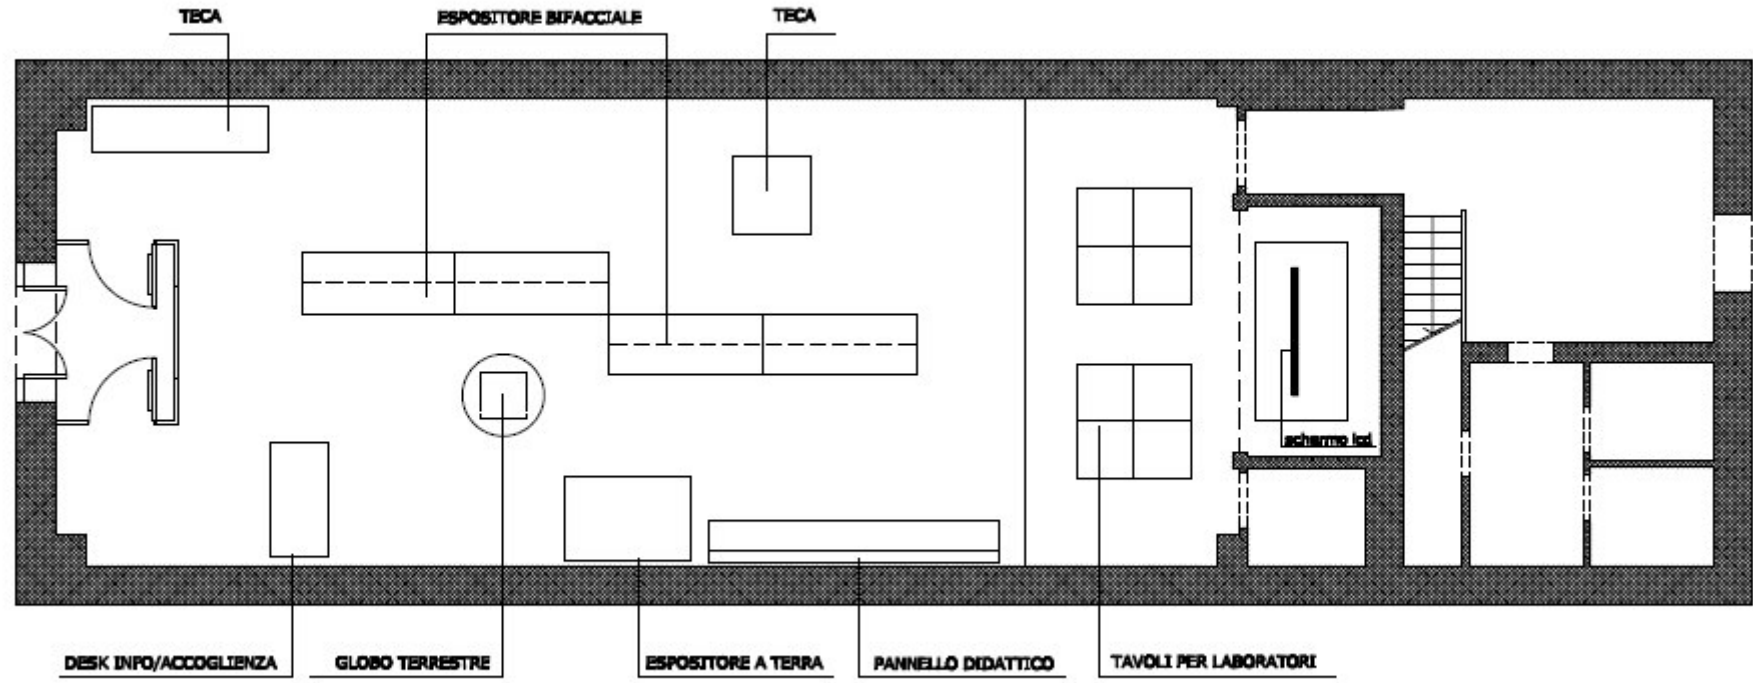 TECA
ESPOSITORE BIFACCIALE
TECA
schermo lcd
DESK INFO/ACCOGLIENZA
GLOBO TERRESTRE
ESPOSITORE A TERRA
PANNELLO DIDATTICO
TAVOLI PER LABORATORI